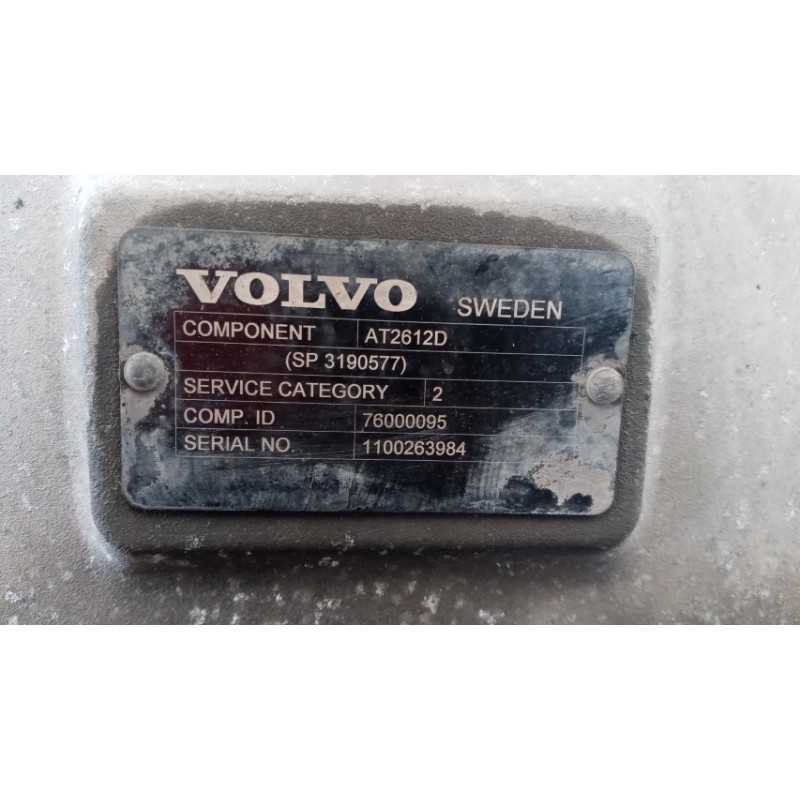 VOLVO SWEDEN
COMPONENT AT2612D
(SP 3190577)
SERVICE CATEGORY 2
COMP. ID 76000095
SERIAL NO. 1100263984